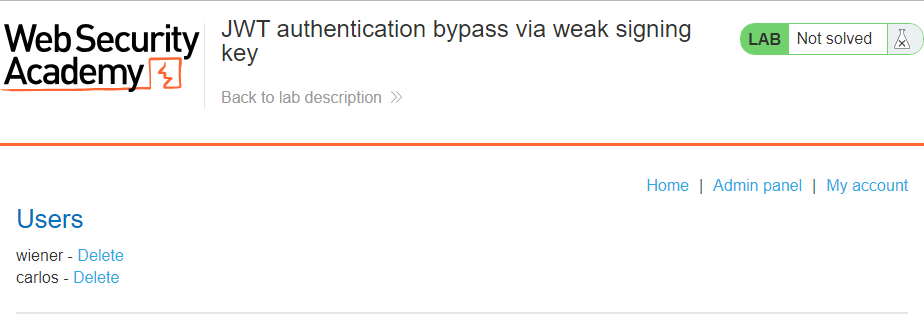 Web Security
Academy
JWT authentication bypass via weak signing
key
Back to lab description
LAB Not solved
Home | Admin panel | My account
Users
wiener - Delete
carlos - Delete